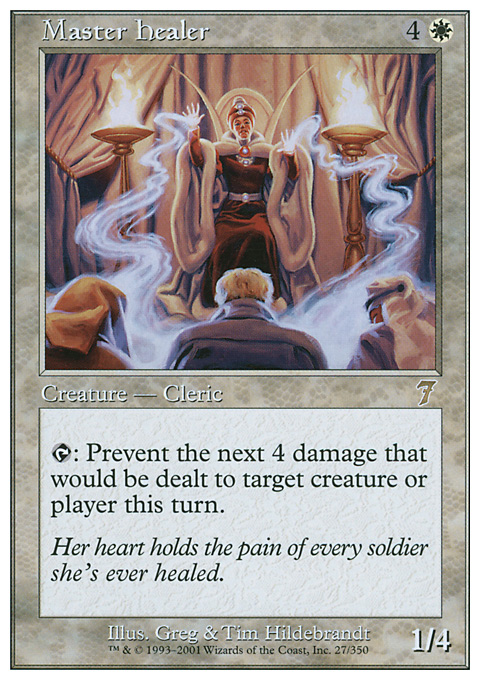 Master Healer 4
Creature — Cleric 7
: Prevent the next 4 damage that
would be dealt to target creature or
player this turn.
Her heart holds the pain of every soldier
she's ever healed.
Illus. Greg & Tim Hildebrandt
™ & © 1993–2001 Wizards of the Coast, Inc. 27/350
1/4